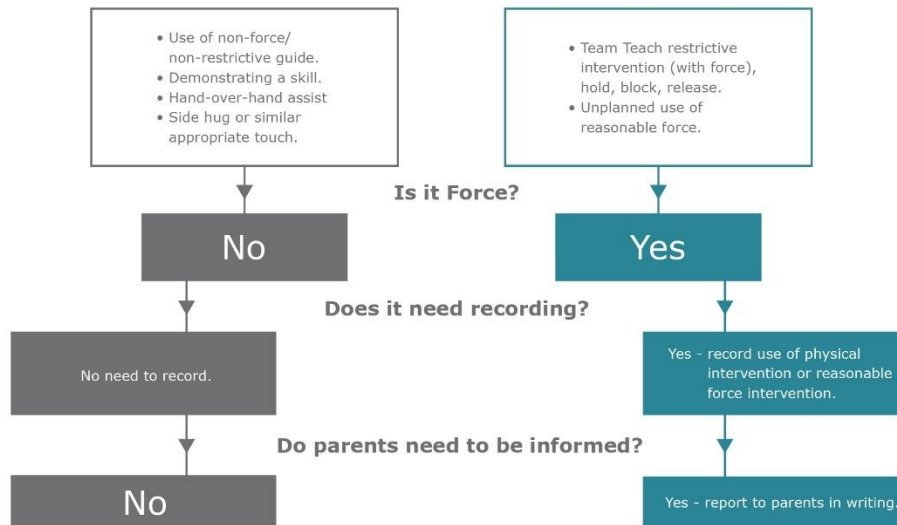 • Use of non-force/
non-restrictive guide.
• Demonstrating a skill.
• Hand-over-hand assist
• Side hug or similar
appropriate touch.
• Team Teach restrictive
intervention (with force),
hold, block, release.
• Unplanned use of
reasonable force.
Is it Force?
No
Yes
Does it need recording?
No need to record.
Yes - record use of physical
intervention or reasonable
force intervention.
Do parents need to be informed?
No
Yes - report to parents in writing.